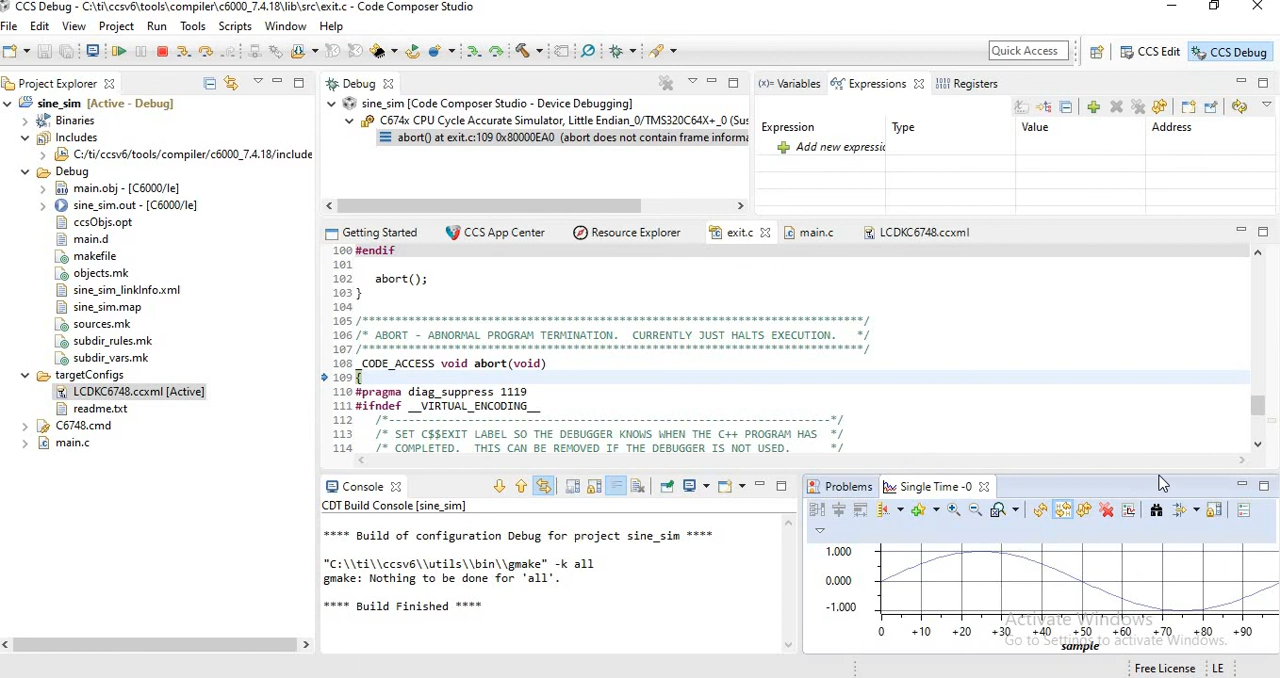 CCS Debug - C:\ti\ccsv6\tools\compiler\c6000_7.4.18\lib\src\exit.c - Code Composer Studio
File Edit View Project Tools Run Scripts Window Help
Quick Access CCS Edit CCS Debug
Project Explorer
sine_sim [Active - Debug]
Binaries
Includes
C:/ti/ccsv6/tools/compiler/c6000_7.4.18/include
Debug
main.obj - [C6000/le]
sine_sim.out - [C6000/le]
ccsObjs.opt
main.d
makefile
objects.mk
sine_sim_linkInfo.xml
sine_sim.map
sources.mk
subdir_rules.mk
subdir_vars.mk
targetConfigs
LCDKC6748.ccxml [Active]
readme.txt
C6748.cmd
main.c
Debug
sine_sim [Code Composer Studio - Device Debugging]
C674x CPU Cycle Accurate Simulator, Little Endian_0/TMS320C64X+_0 (Sus
abort() at exit.c:109 0x80000EA0 (abort does not contain frame informa
(x)= Variables Expressions Registers
Expression Type Value Address
Add new expressic
Getting Started CCS App Center Resource Explorer exit.c main.c LCDKC6748.ccxml
100 #endif
101
102 abort();
103 }
104
105 /****************************************************************************/
106 /* ABORT - ABNORMAL PROGRAM TERMINATION. CURRENTLY JUST HALTS EXECUTION. */
107 /****************************************************************************/
108 _CODE_ACCESS void abort(void)
109 {
110 #pragma diag_suppress 1119
111 #ifndef __VIRTUAL_ENCODING__
112 /*-------------------------------------------------------------------*/
113 /* SET C$$EXIT LABEL SO THE DEBUGGER KNOWS WHEN THE C++ PROGRAM HAS */
114 /* COMPLETED. THIS CAN BE REMOVED IF THE DEBUGGER IS NOT USED. */
Console
CDT Build Console [sine_sim]
**** Build of configuration Debug for project sine_sim ****
"C:\\ti\\ccsv6\\utils\\bin\\gmake" -k all
gmake: Nothing to be done for 'all'.
**** Build Finished ****
Problems Single Time -0
1.000
0.000
-1.000
0 +10 +20 +30 +40 +50 +60 +70 +80 +90
sample
Activate Windows
Go to Settings to activate Windows.
Free License LE